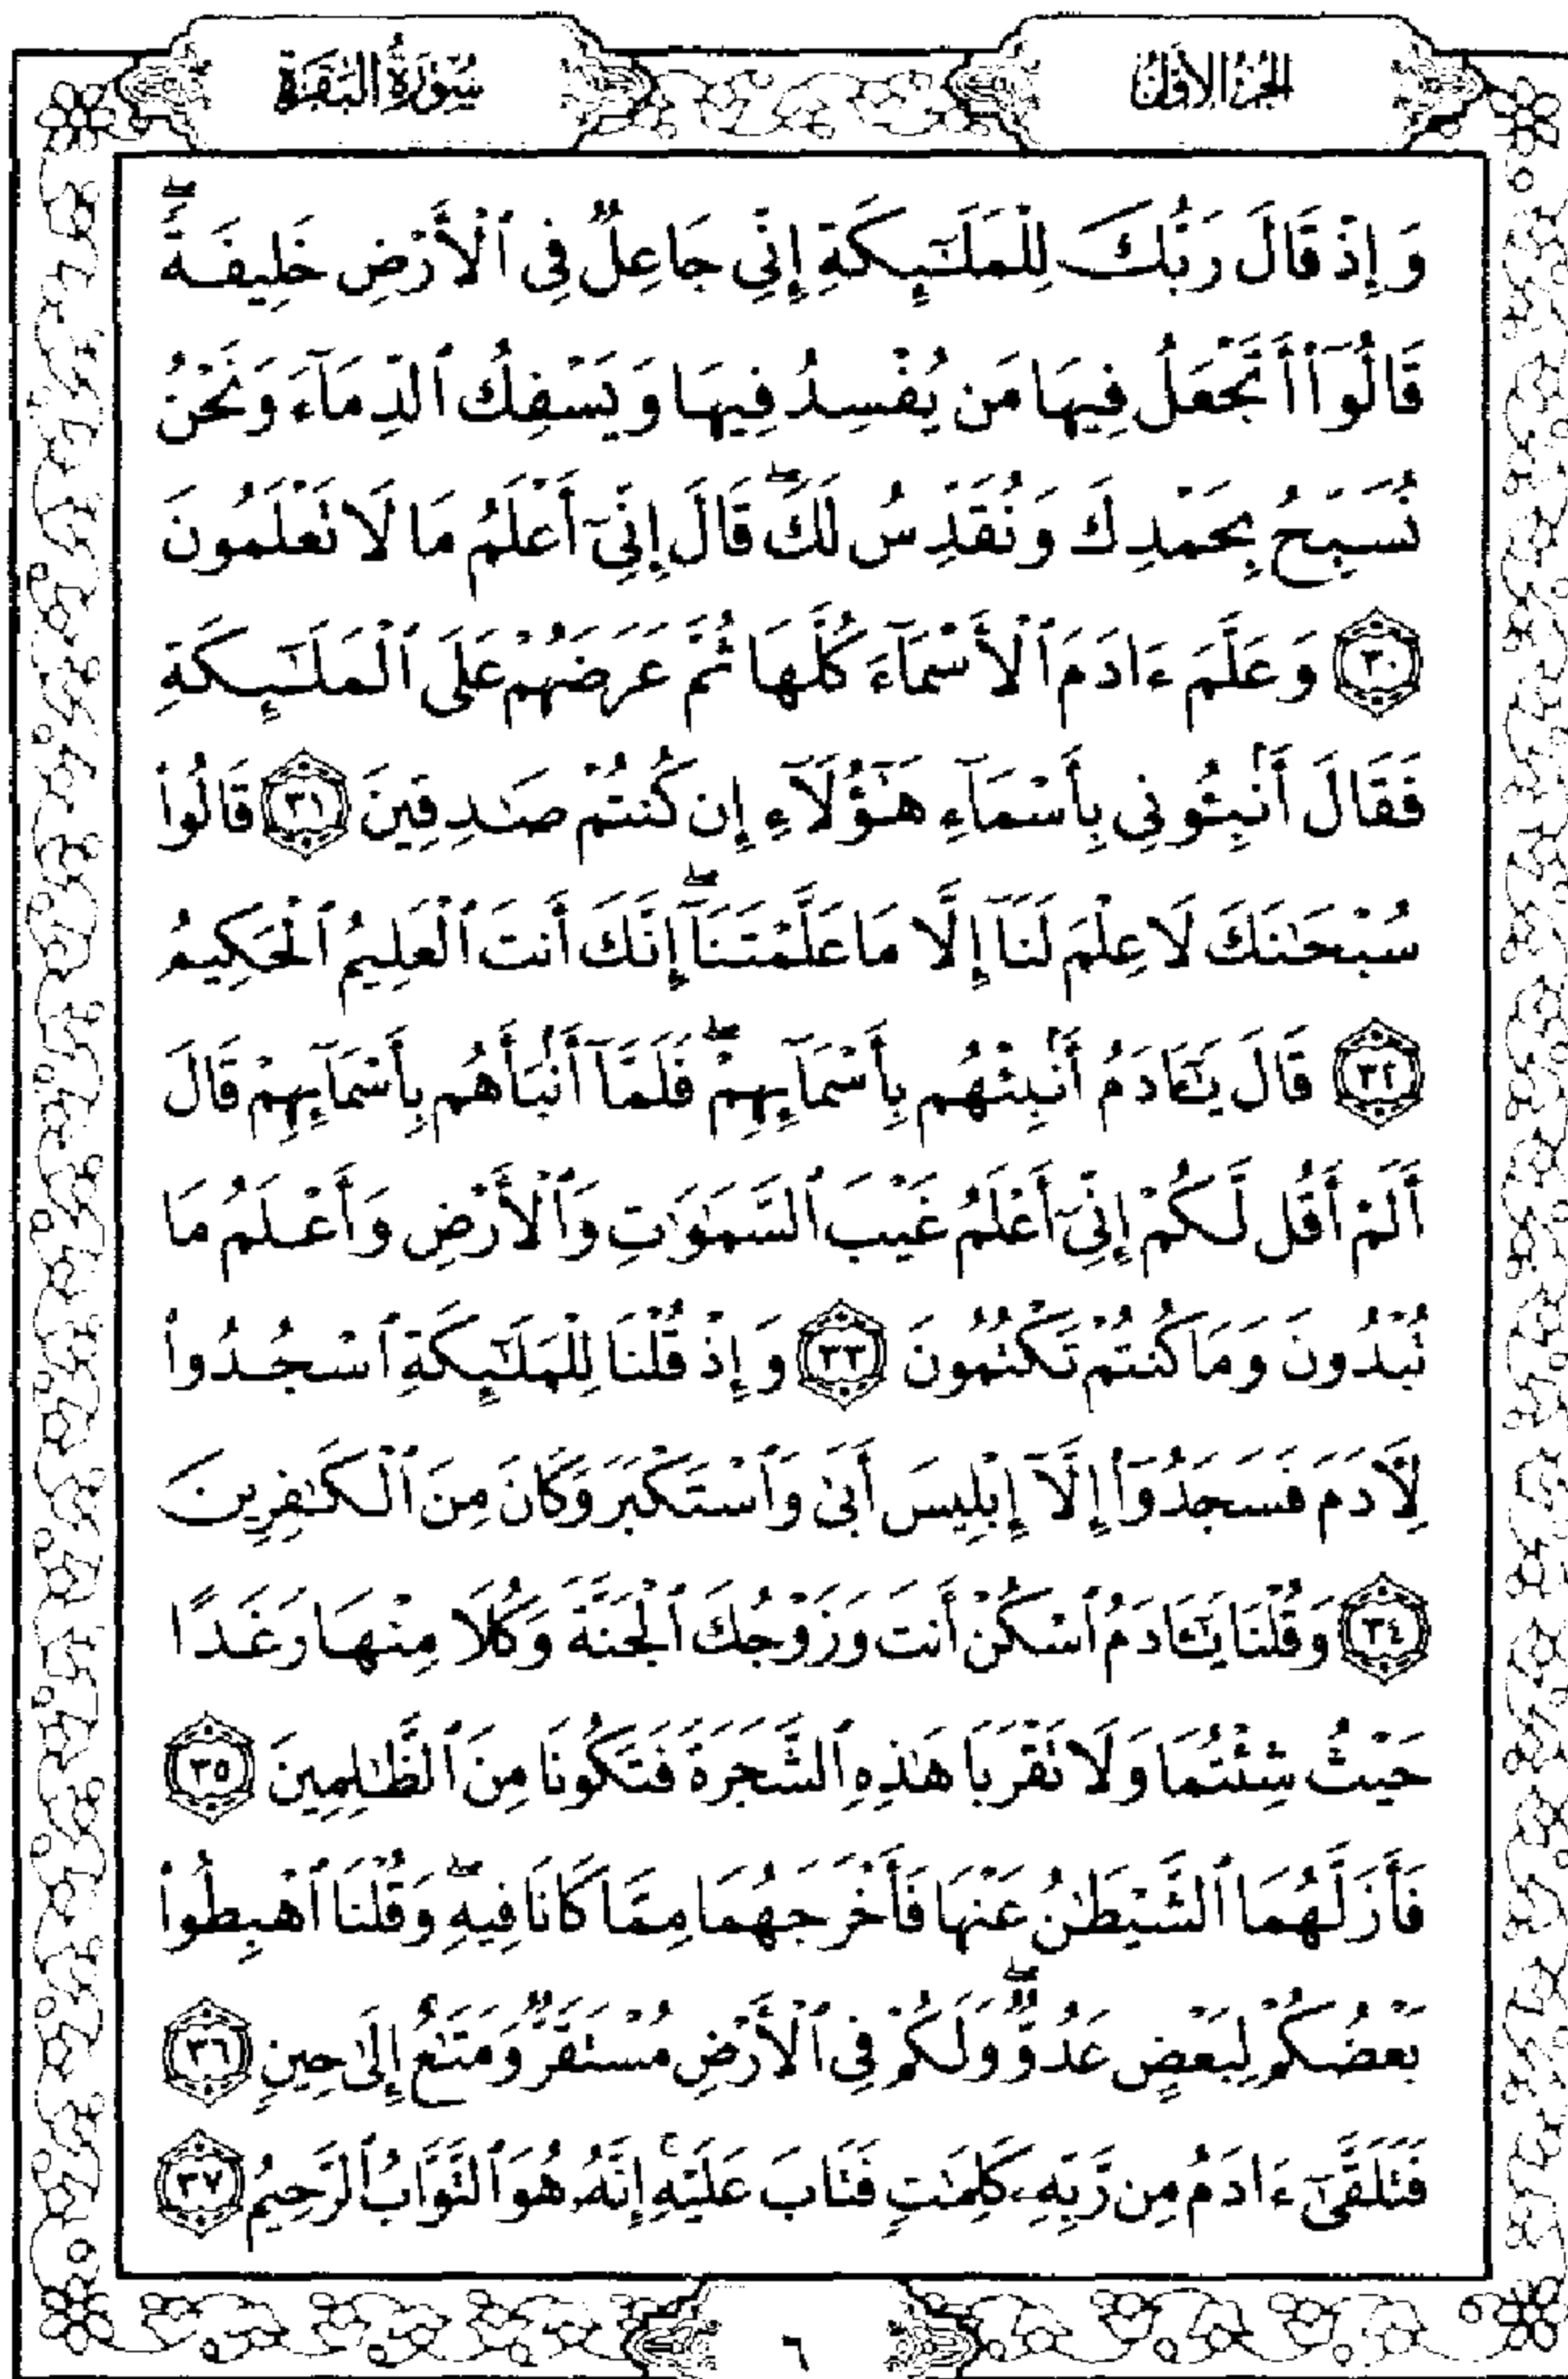 الجزء الأول
سورة البقرة
وَإِذْ قَالَ رَبُّكَ لِلْمَلَـٰٓئِكَةِ إِنِّى جَاعِلٌ فِى ٱلْأَرْضِ خَلِيفَةً ۖ
قَالُوٓا۟ أَتَجْعَلُ فِيهَا مَن يُفْسِدُ فِيهَا وَيَسْفِكُ ٱلدِّمَآءَ وَنَحْنُ
نُسَبِّحُ بِحَمْدِكَ وَنُقَدِّسُ لَكَ ۖ قَالَ إِنِّىٓ أَعْلَمُ مَا لَا تَعْلَمُونَ
٣٠ وَعَلَّمَ ءَادَمَ ٱلْأَسْمَآءَ كُلَّهَا ثُمَّ عَرَضَهُمْ عَلَى ٱلْمَلَـٰٓئِكَةِ
فَقَالَ أَنۢبِـُٔونِى بِأَسْمَآءِ هَـٰٓؤُلَآءِ إِن كُنتُمْ صَـٰدِقِينَ ٣١ قَالُوا۟
سُبْحَـٰنَكَ لَا عِلْمَ لَنَآ إِلَّا مَا عَلَّمْتَنَآ ۖ إِنَّكَ أَنتَ ٱلْعَلِيمُ ٱلْحَكِيمُ
٣٢ قَالَ يَـٰٓـَٔادَمُ أَنۢبِئْهُم بِأَسْمَآئِهِمْ ۖ فَلَمَّآ أَنۢبَأَهُم بِأَسْمَآئِهِمْ قَالَ
أَلَمْ أَقُل لَّكُمْ إِنِّىٓ أَعْلَمُ غَيْبَ ٱلسَّمَـٰوَٰتِ وَٱلْأَرْضِ وَأَعْلَمُ مَا
تُبْدُونَ وَمَا كُنتُمْ تَكْتُمُونَ ٣٣ وَإِذْ قُلْنَا لِلْمَلَـٰٓئِكَةِ ٱسْجُدُوا۟
لِـَٔادَمَ فَسَجَدُوٓا۟ إِلَّآ إِبْلِيسَ أَبَىٰ وَٱسْتَكْبَرَ وَكَانَ مِنَ ٱلْكَـٰفِرِينَ
٣٤ وَقُلْنَا يَـٰٓـَٔادَمُ ٱسْكُنْ أَنتَ وَزَوْجُكَ ٱلْجَنَّةَ وَكُلَا مِنْهَا رَغَدًا
حَيْثُ شِئْتُمَا وَلَا تَقْرَبَا هَـٰذِهِ ٱلشَّجَرَةَ فَتَكُونَا مِنَ ٱلظَّـٰلِمِينَ ٣٥
فَأَزَلَّهُمَا ٱلشَّيْطَـٰنُ عَنْهَا فَأَخْرَجَهُمَا مِمَّا كَانَا فِيهِ ۖ وَقُلْنَا ٱهْبِطُوا۟
بَعْضُكُمْ لِبَعْضٍ عَدُوٌّ ۖ وَلَكُمْ فِى ٱلْأَرْضِ مُسْتَقَرٌّ وَمَتَـٰعٌ إِلَىٰ حِينٍ ٣٦
فَتَلَقَّىٰٓ ءَادَمُ مِن رَّبِّهِۦ كَلِمَـٰتٍ فَتَابَ عَلَيْهِ ۚ إِنَّهُۥ هُوَ ٱلتَّوَّابُ ٱلرَّحِيمُ ٣٧
٦